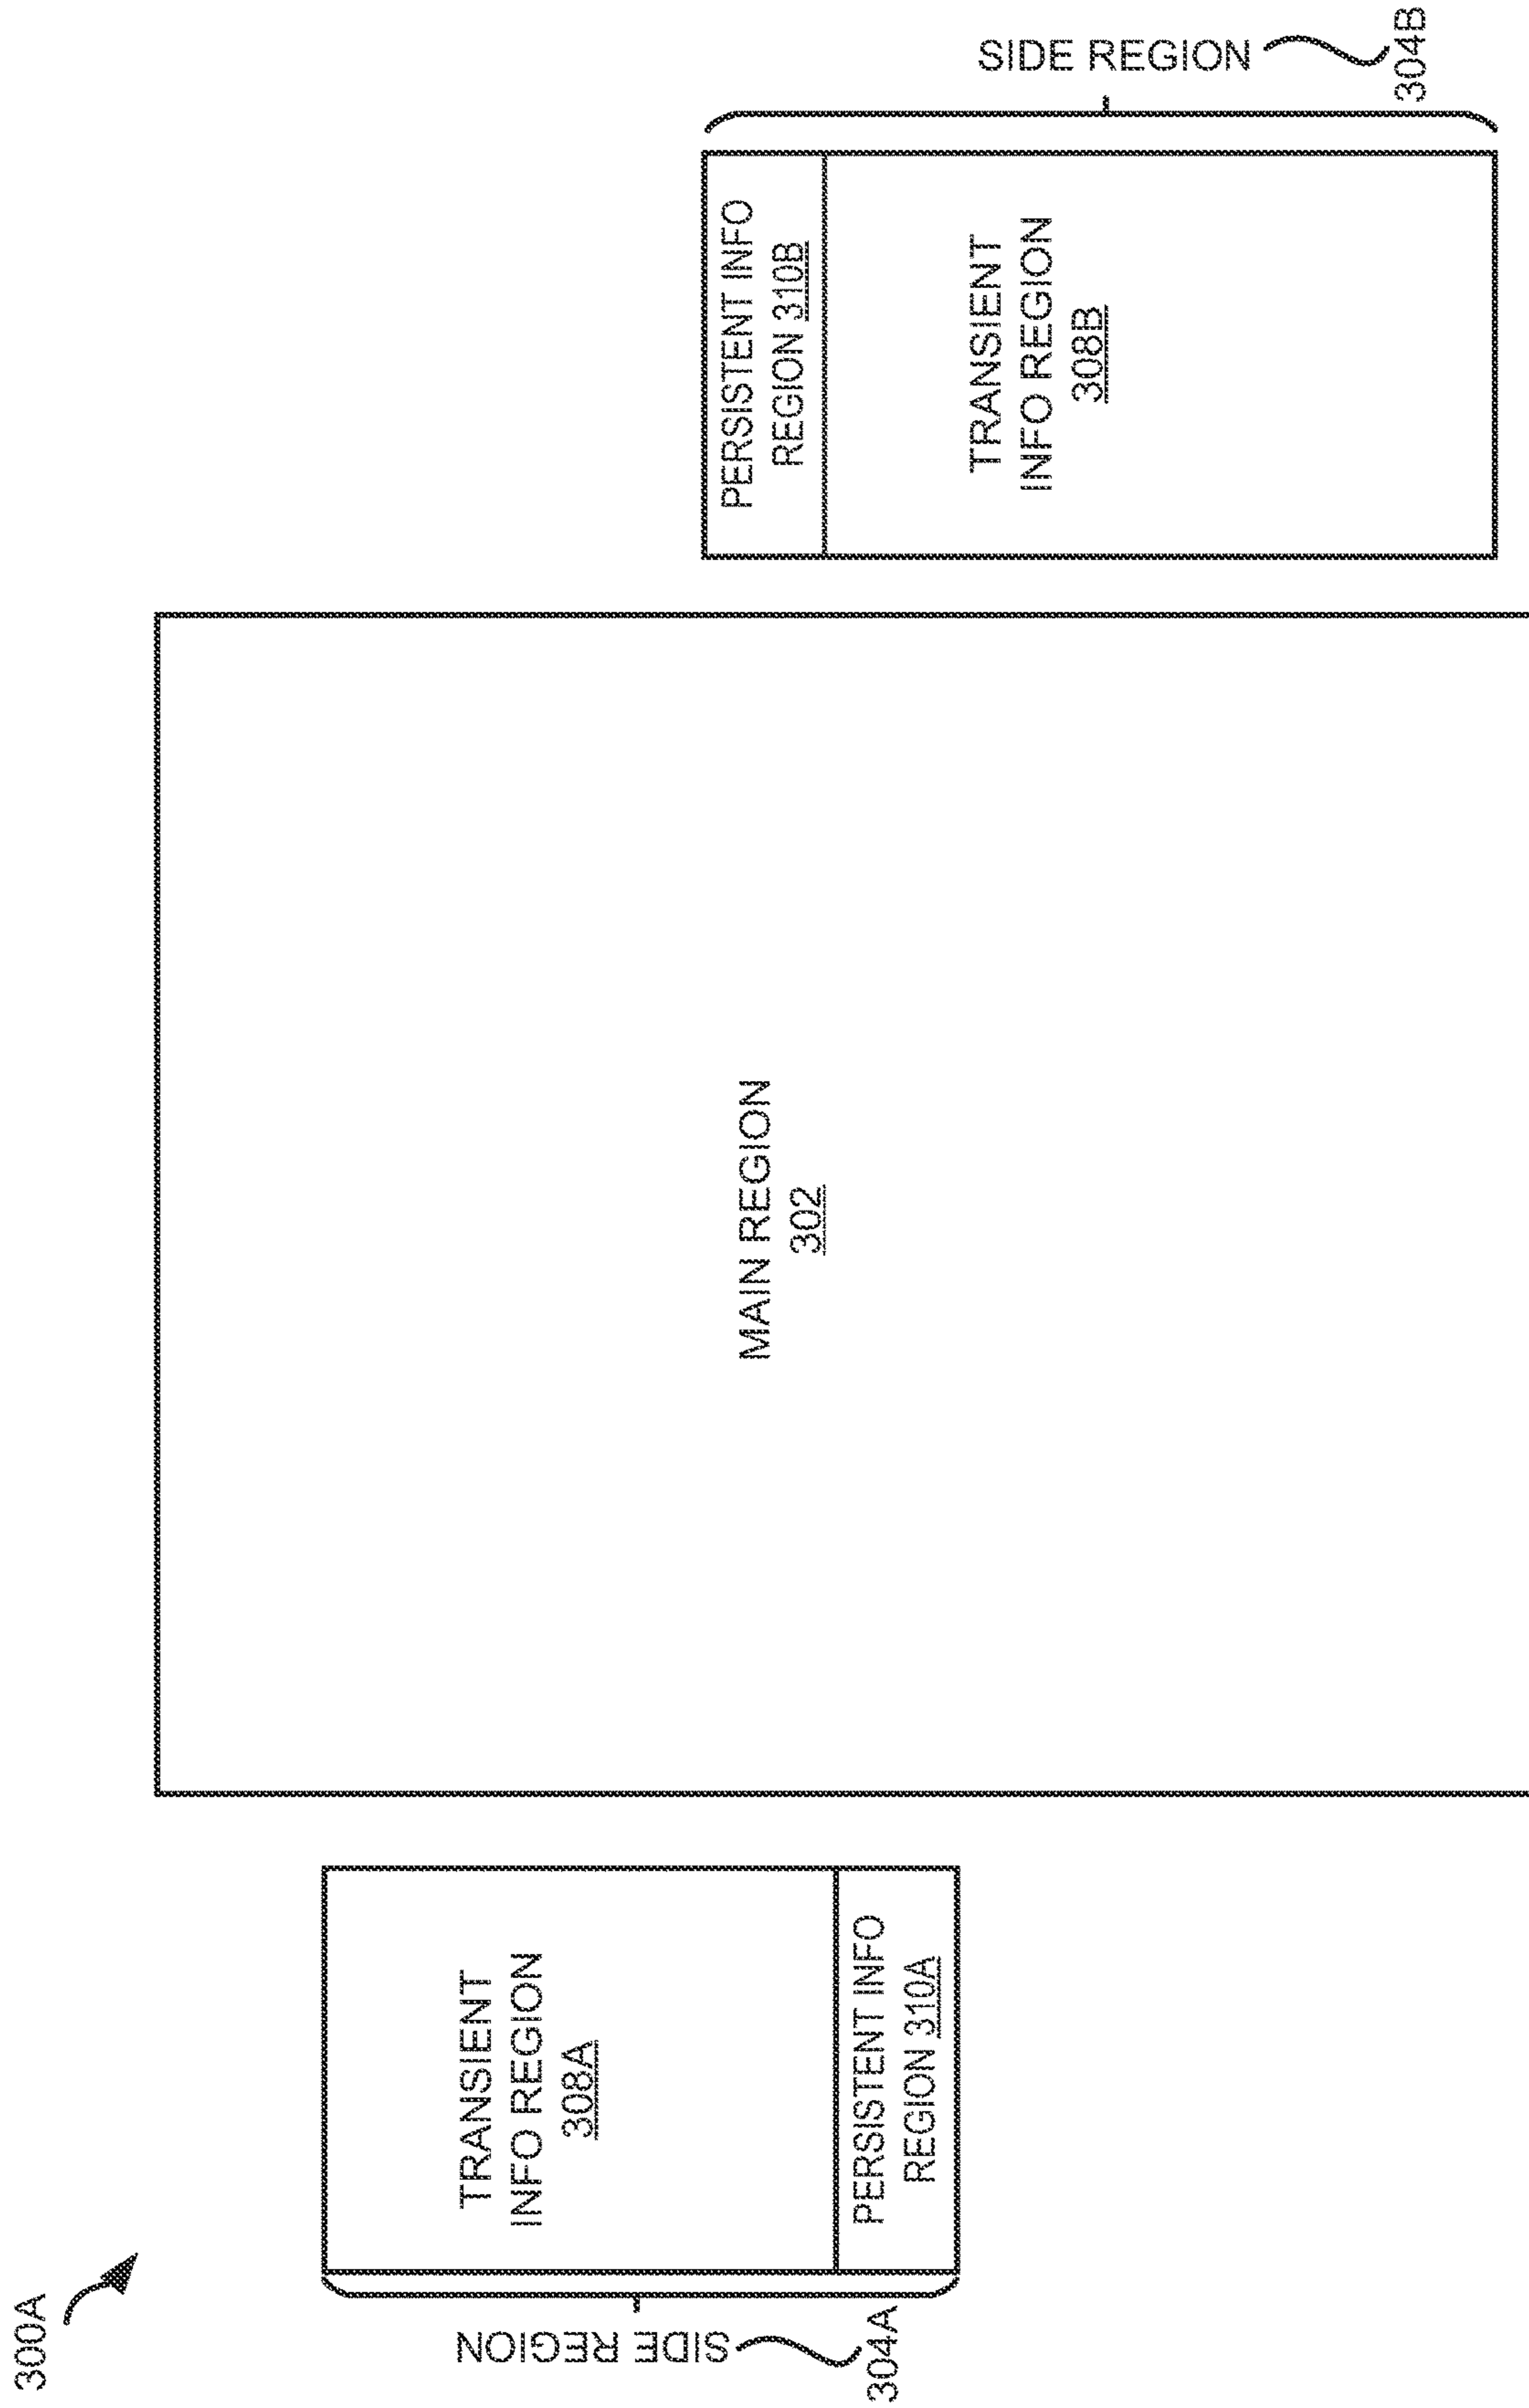 300A
SIDE REGION
304A
TRANSIENT
INFO REGION
308A
PERSISTENT INFO
REGION 310A
MAIN REGION
302
PERSISTENT INFO
REGION 310B
TRANSIENT
INFO REGION
308B
SIDE REGION
304B